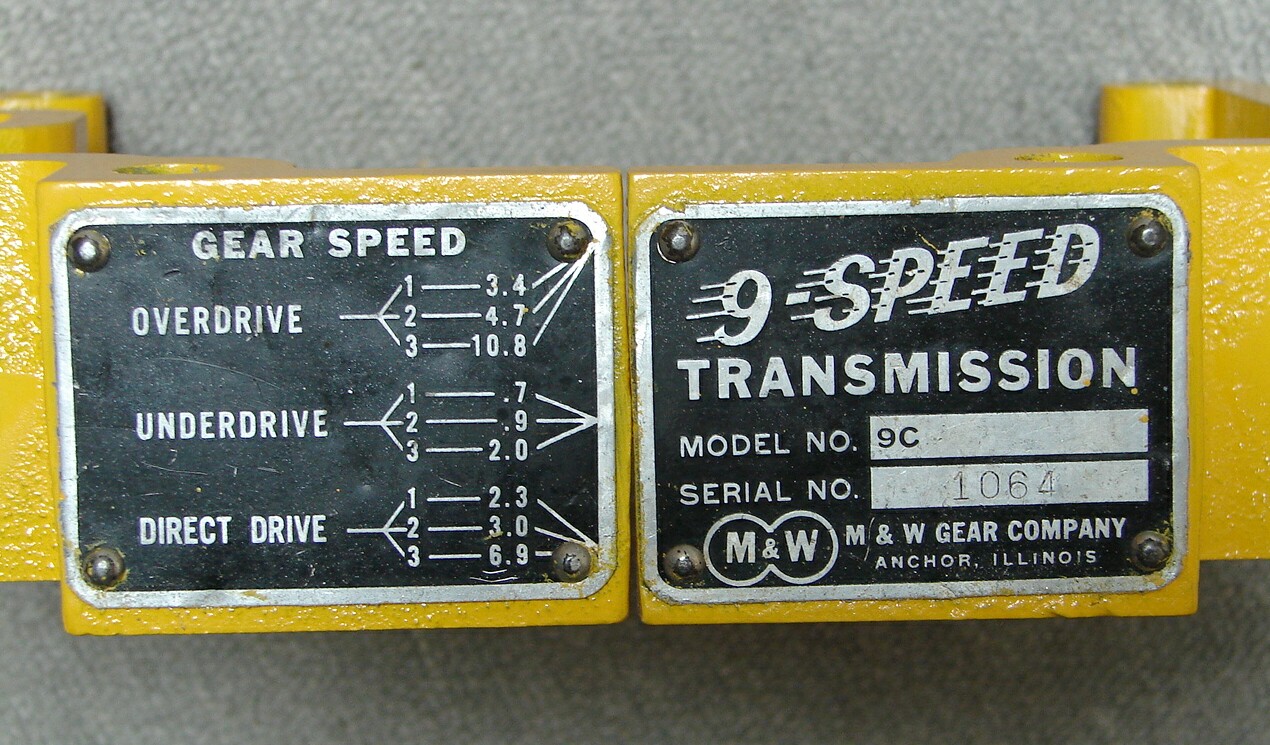 GEAR SPEED
OVERDRIVE
1 3.4
2 4.7
3 10.8
UNDERDRIVE
1 .7
2 .9
3 2.0
DIRECT DRIVE
1 2.3
2 3.0
3 6.9
9-SPEED
TRANSMISSION
MODEL NO. 9C
SERIAL NO. 1064
M&W M & W GEAR COMPANY
ANCHOR, ILLINOIS